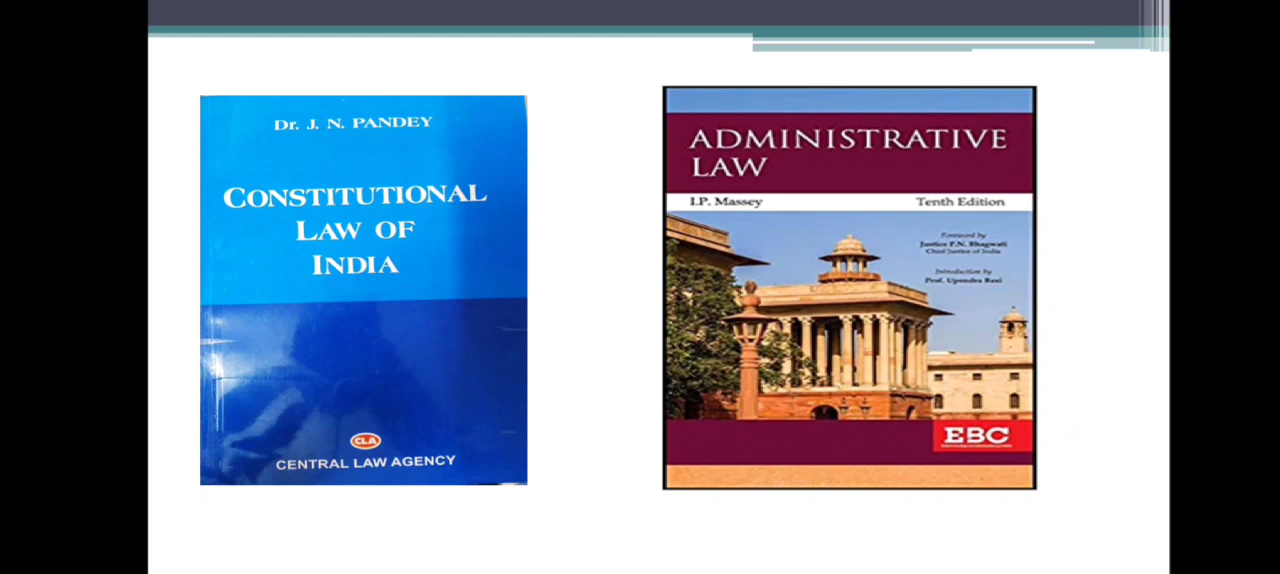 Dr. J. N. PANDEY
CONSTITUTIONAL
LAW OF
INDIA
CLA
CENTRAL LAW AGENCY
ADMINISTRATIVE
LAW
I.P. Massey
Tenth Edition
Foreword by
Justice P.N. Bhagwati
Chief Justice of India
Introduction by
Prof. Upendra Baxi
EBC